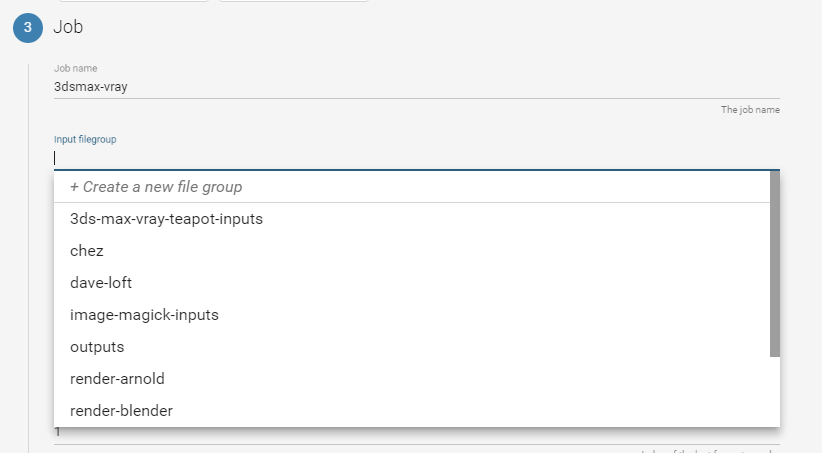 3 Job
Job name
3dsmax-vray
The job name
Input filegroup
+ Create a new file group
3ds-max-vray-teapot-inputs
chez
dave-loft
image-magick-inputs
outputs
render-arnold
render-blender
1